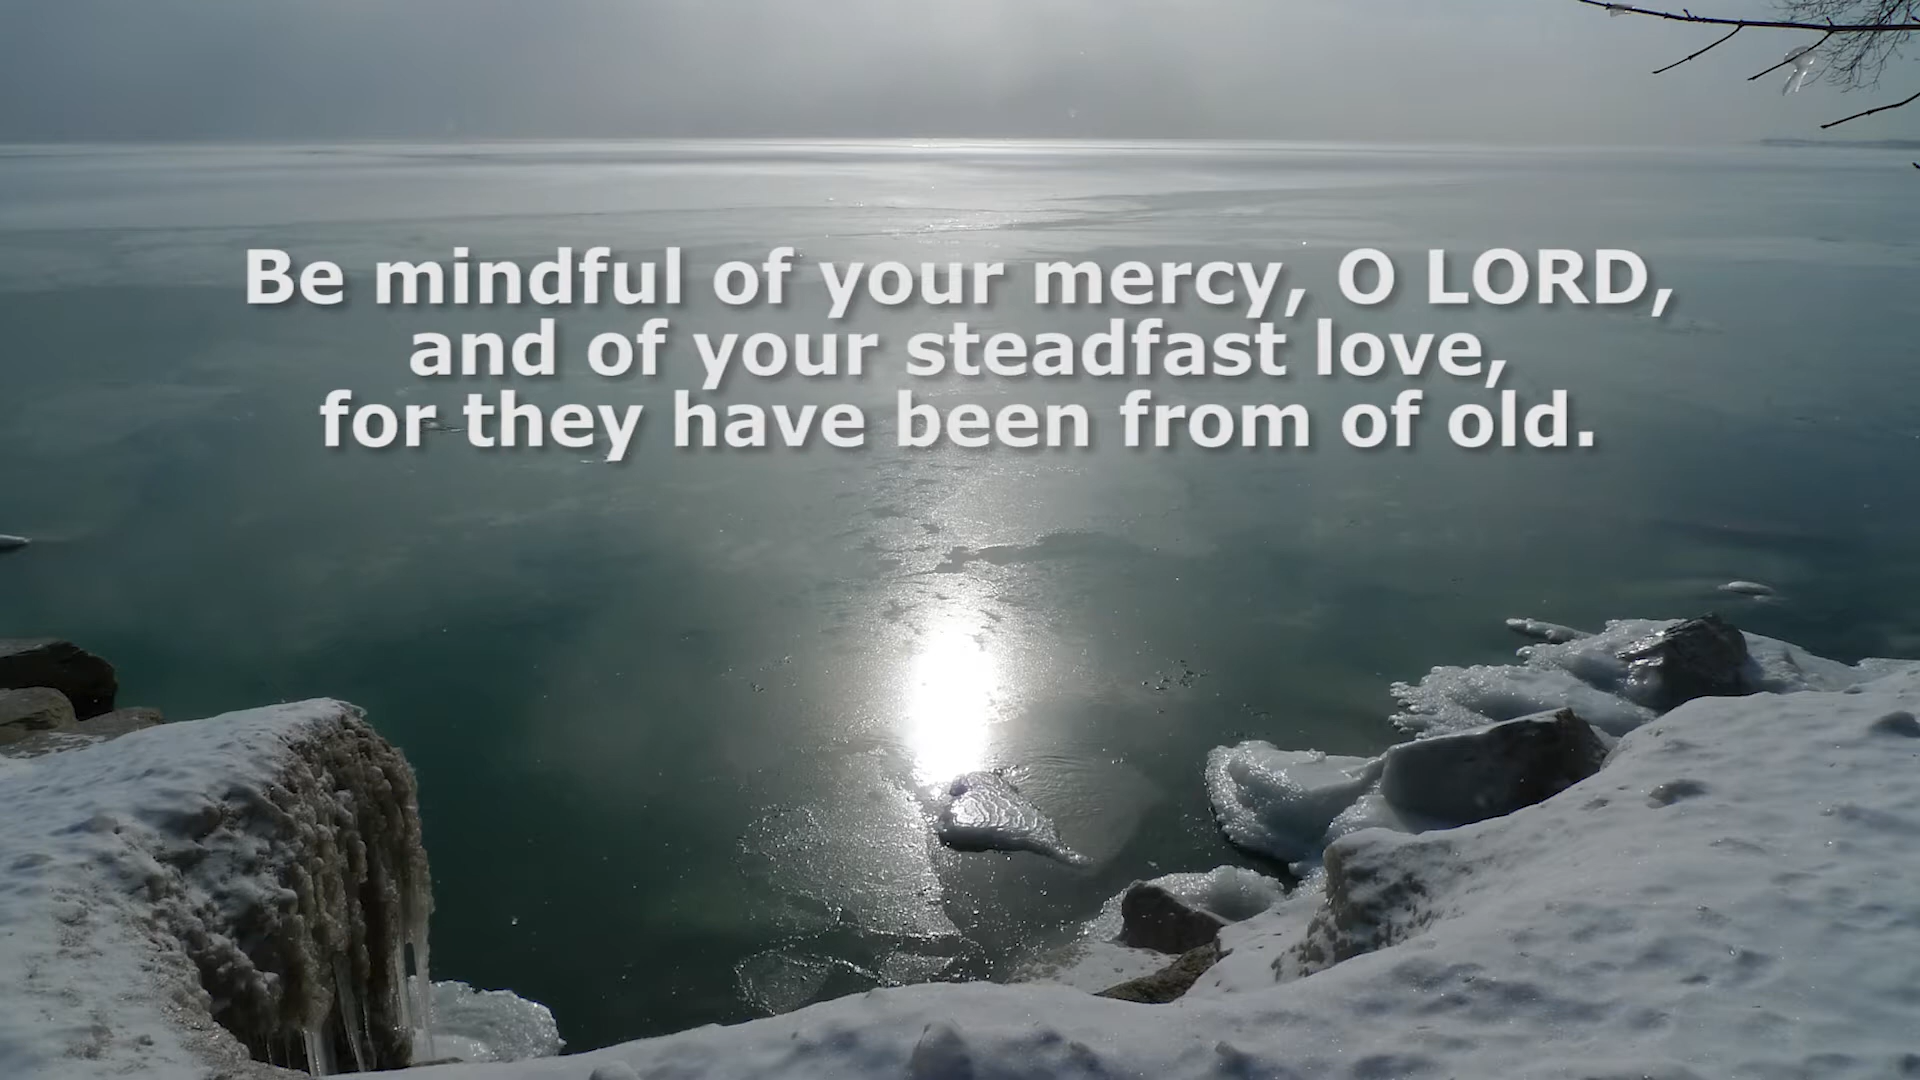 Be mindful of your mercy, O LORD,
and of your steadfast love,
for they have been from of old.